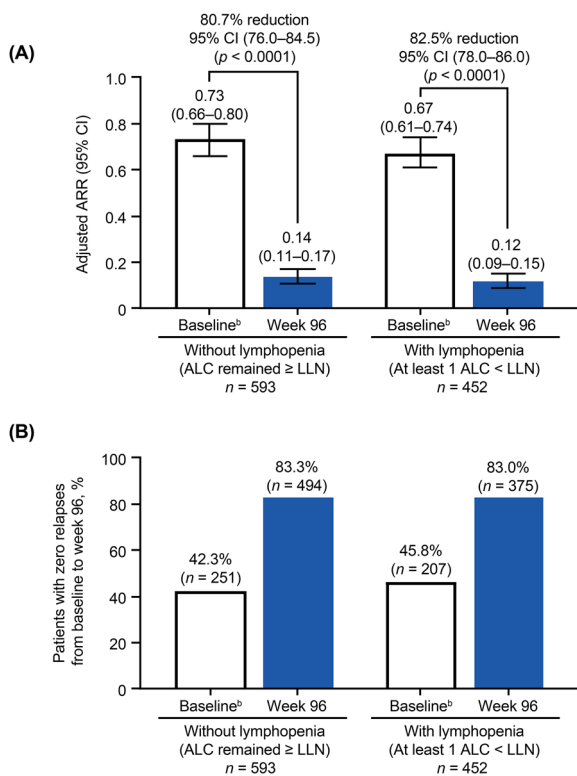 (A)
80.7% reduction
95% CI (76.0–84.5)
(p < 0.0001)
82.5% reduction
95% CI (78.0–86.0)
(p < 0.0001)
Adjusted ARR (95% CI)
1.0
0.8
0.6
0.4
0.2
0
0.73
(0.66–0.80)
0.14
(0.11–0.17)
0.67
(0.61–0.74)
0.12
(0.09–0.15)
Baselineᵇ
Week 96
Baselineᵇ
Week 96
Without lymphopenia
(ALC remained ≥ LLN)
n = 593
With lymphopenia
(At least 1 ALC < LLN)
n = 452
(B)
Patients with zero relapses
from baseline to week 96, %
100
80
60
40
20
0
42.3%
(n = 251)
83.3%
(n = 494)
45.8%
(n = 207)
83.0%
(n = 375)
Baselineᵇ
Week 96
Baselineᵇ
Week 96
Without lymphopenia
(ALC remained ≥ LLN)
n = 593
With lymphopenia
(At least 1 ALC < LLN)
n = 452